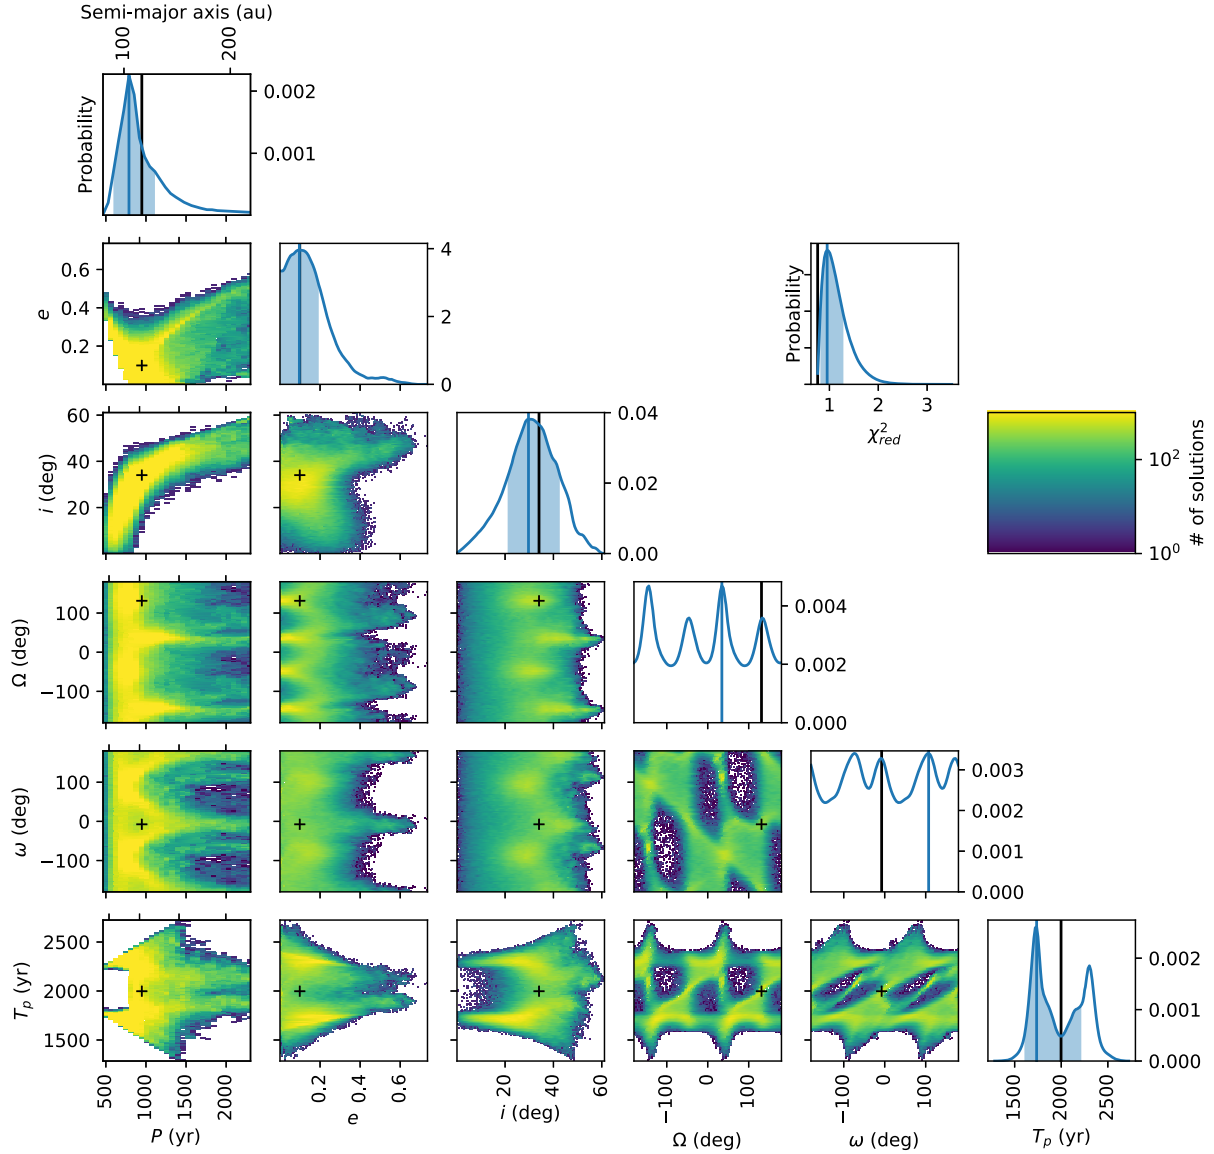 Semi-major axis (au)
100 200
Probability
0.002
0.001
e
0.6
0.4
0.2
4
2
0
Probability
1 2 3
χ²red
i (deg)
60
40
20
0.04
0.02
0.00
10²
10⁰
# of solutions
Ω (deg)
100
0
−100
0.004
0.002
0.000
ω (deg)
100
0
−100
0.003
0.002
0.001
0.000
Tp (yr)
2500
2000
1500
0.002
0.001
0.000
500 1000 1500 2000
P (yr)
0.2 0.4 0.6
e
20 40 60
i (deg)
−100 0 100
Ω (deg)
−100 0 100
ω (deg)
1500 2000 2500
Tp (yr)